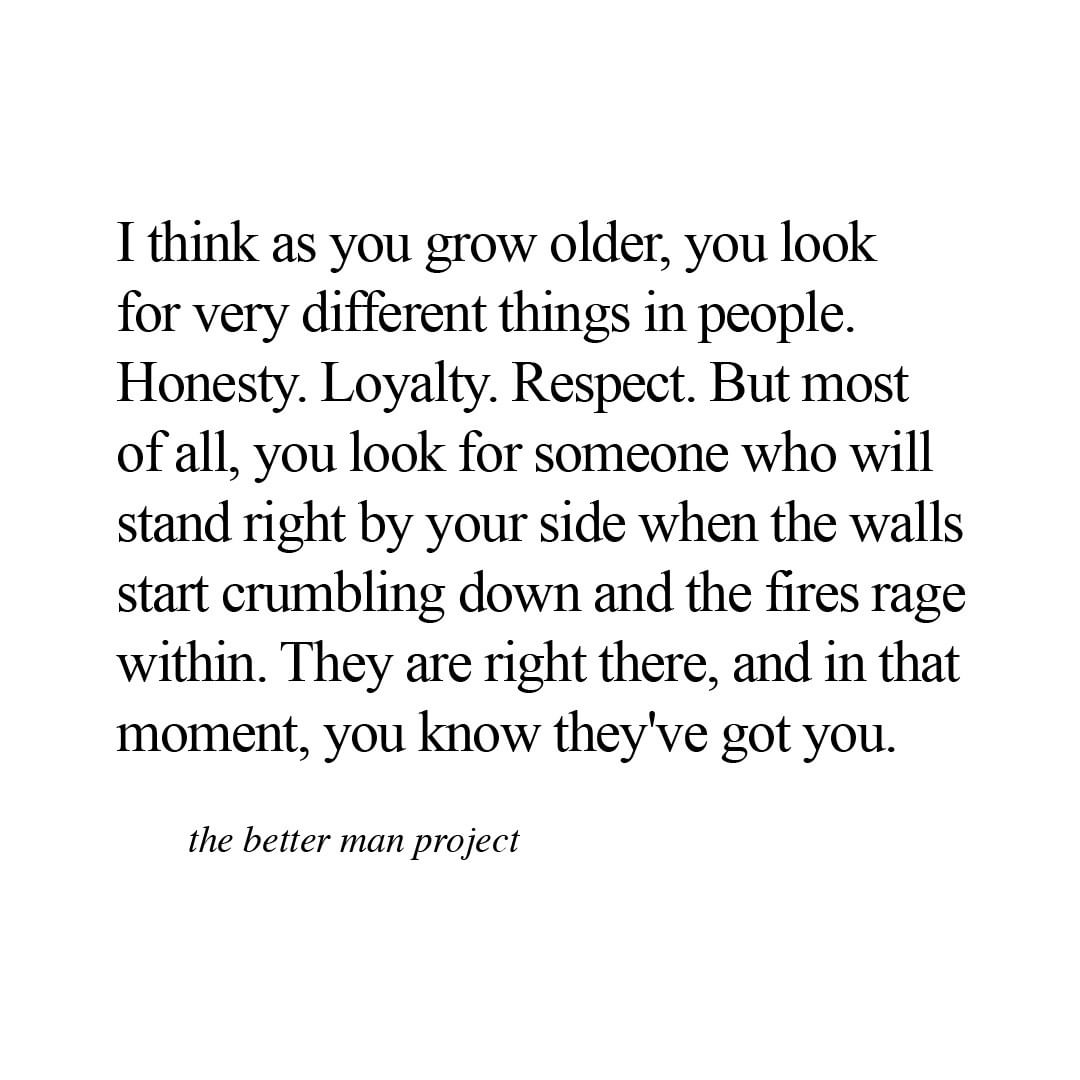 I think as you grow older, you look
for very different things in people.
Honesty. Loyalty. Respect. But most
of all, you look for someone who will
stand right by your side when the walls
start crumbling down and the fires rage
within. They are right there, and in that
moment, you know they've got you.
the better man project